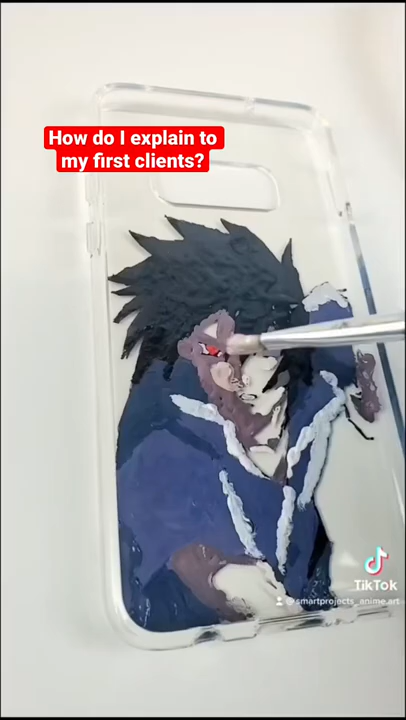 How do I explain to
my first clients?
TikTok
@smartprojects_anime.art